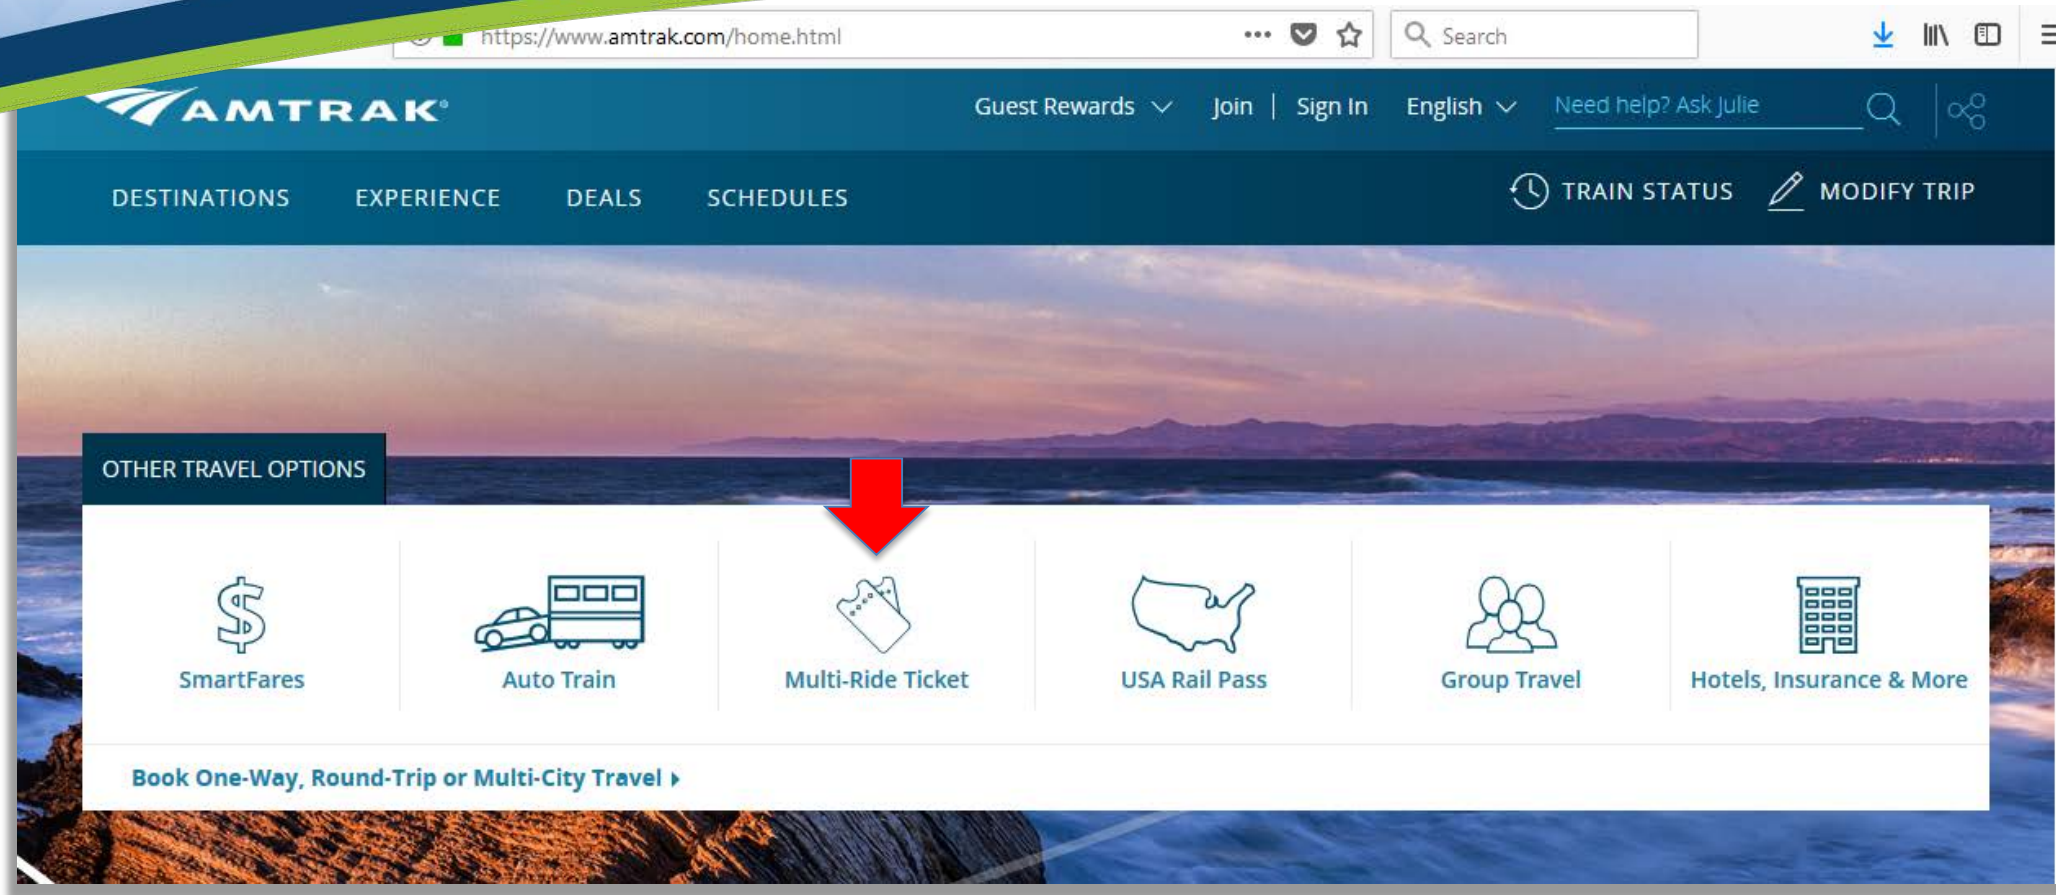 https://www.amtrak.com/home.html
Search
AMTRAK®
Guest Rewards
Join | Sign In
English
Need help? Ask Julie
DESTINATIONS
EXPERIENCE
DEALS
SCHEDULES
TRAIN STATUS
MODIFY TRIP
OTHER TRAVEL OPTIONS
SmartFares
Auto Train
Multi-Ride Ticket
USA Rail Pass
Group Travel
Hotels, Insurance & More
Book One-Way, Round-Trip or Multi-City Travel